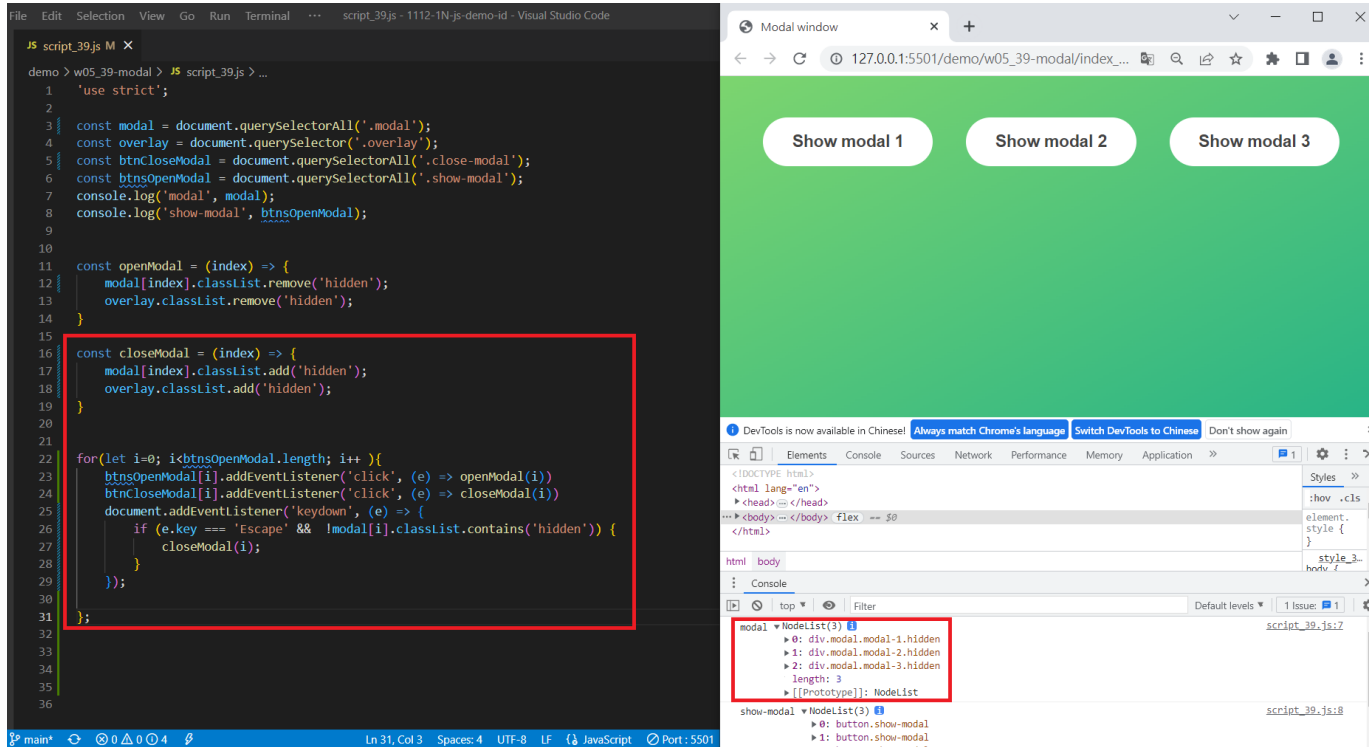 File Edit Selection View Go Run Terminal ··· script_39.js - 1112-1N-js-demo-id - Visual Studio Code
JS script_39.js M ×
demo > w05_39-modal > JS script_39.js > ...
1 'use strict';
2
3 const modal = document.querySelectorAll('.modal');
4 const overlay = document.querySelector('.overlay');
5 const btnCloseModal = document.querySelectorAll('.close-modal');
6 const btnsOpenModal = document.querySelectorAll('.show-modal');
7 console.log('modal', modal);
8 console.log('show-modal', btnsOpenModal);
9
10
11 const openModal = (index) => {
12 modal[index].classList.remove('hidden');
13 overlay.classList.remove('hidden');
14 }
15
16 const closeModal = (index) => {
17 modal[index].classList.add('hidden');
18 overlay.classList.add('hidden');
19 }
20
21
22 for(let i=0; i<btnsOpenModal.length; i++ ){
23 btnsOpenModal[i].addEventListener('click', (e) => openModal(i))
24 btnCloseModal[i].addEventListener('click', (e) => closeModal(i))
25 document.addEventListener('keydown', (e) => {
26 if (e.key === 'Escape' && !modal[i].classList.contains('hidden')) {
27 closeModal(i);
28 }
29 });
30
31 };
32
33
34
35
36
main* 0 0 0 4 Ln 31, Col 3 Spaces: 4 UTF-8 LF JavaScript Port : 5501
Modal window
127.0.0.1:5501/demo/w05_39-modal/index_...
Show modal 1 Show modal 2 Show modal 3
DevTools is now available in Chinese! Always match Chrome's language Switch DevTools to Chinese Don't show again
Elements Console Sources Network Performance Memory Application » 1
<!DOCTYPE html>
<html lang="en">
<head> ... </head>
... <body> ... </body> flex == $0
</html>
html body
Styles »
:hov .cls
element.
style {
}
style_3…
body {
Console
top Filter Default levels 1 Issue: 1
modal NodeList(3) script_39.js:7
0: div.modal.modal-1.hidden
1: div.modal.modal-2.hidden
2: div.modal.modal-3.hidden
length: 3
[[Prototype]]: NodeList
show-modal NodeList(3) script_39.js:8
0: button.show-modal
1: button.show-modal